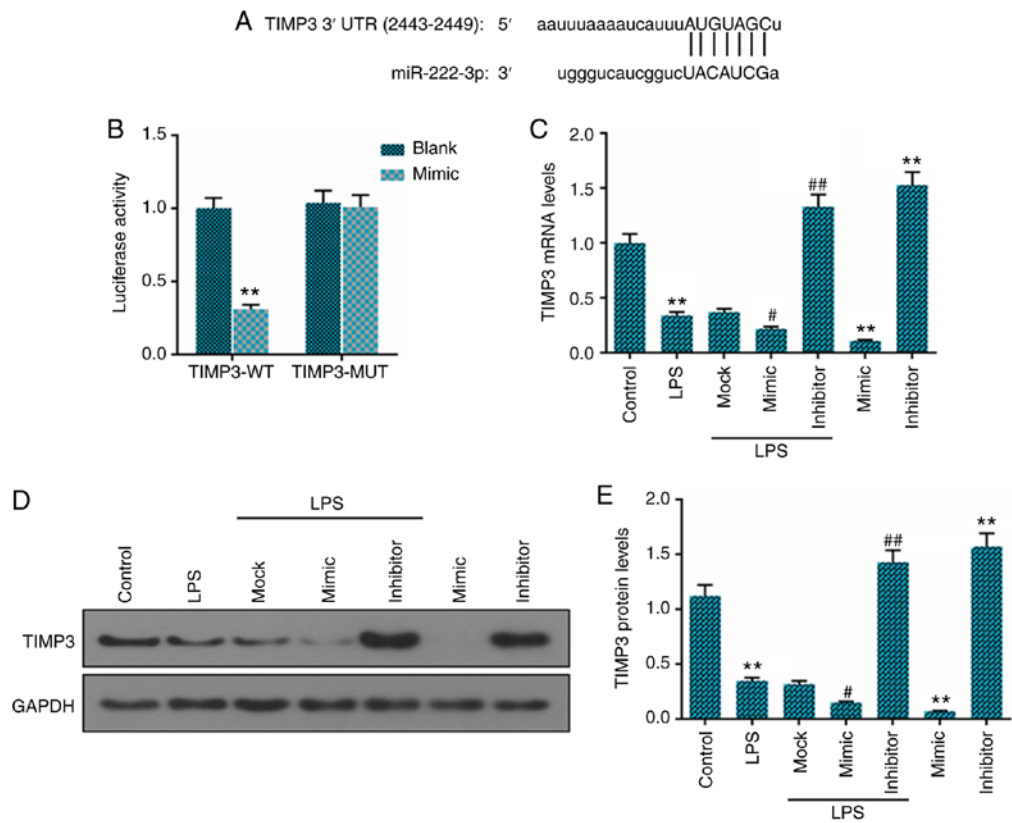 A TIMP3 3′ UTR (2443-2449): 5′ aauuuaaaaucauuuAUGUAGCu
miR-222-3p: 3′ ugggucaucggucUACAUCGa
B
Luciferase activity
1.5
1.0
0.5
0.0
Blank
Mimic
**
TIMP3-WT TIMP3-MUT
C
TIMP3 mRNA levels
2.0
1.5
1.0
0.5
0.0
** # ## ** **
Control LPS Mock Mimic Inhibitor Mimic Inhibitor
LPS
D
LPS
Control LPS Mock Mimic Inhibitor Mimic Inhibitor
TIMP3
GAPDH
E
TIMP3 protein levels
2.0
1.5
1.0
0.5
0.0
** # ## ** **
Control LPS Mock Mimic Inhibitor Mimic Inhibitor
LPS